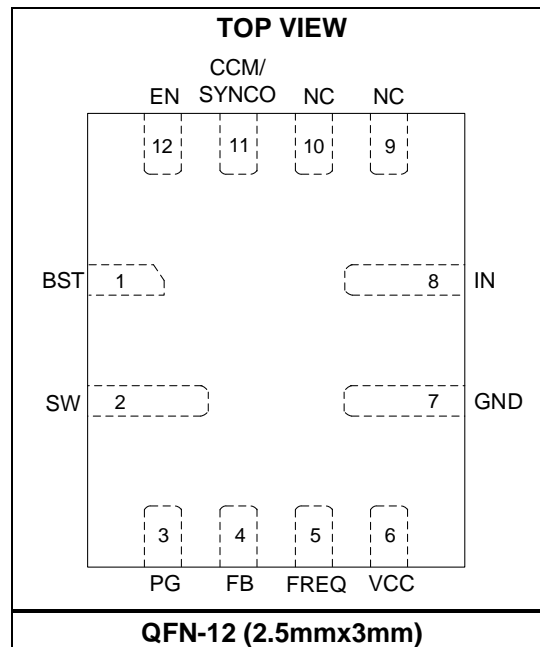 TOP VIEW
CCM/
EN SYNCO NC NC
12 11 10 9
BST 1 8 IN
SW 2 7 GND
3 4 5 6
PG FB FREQ VCC
QFN-12 (2.5mmx3mm)